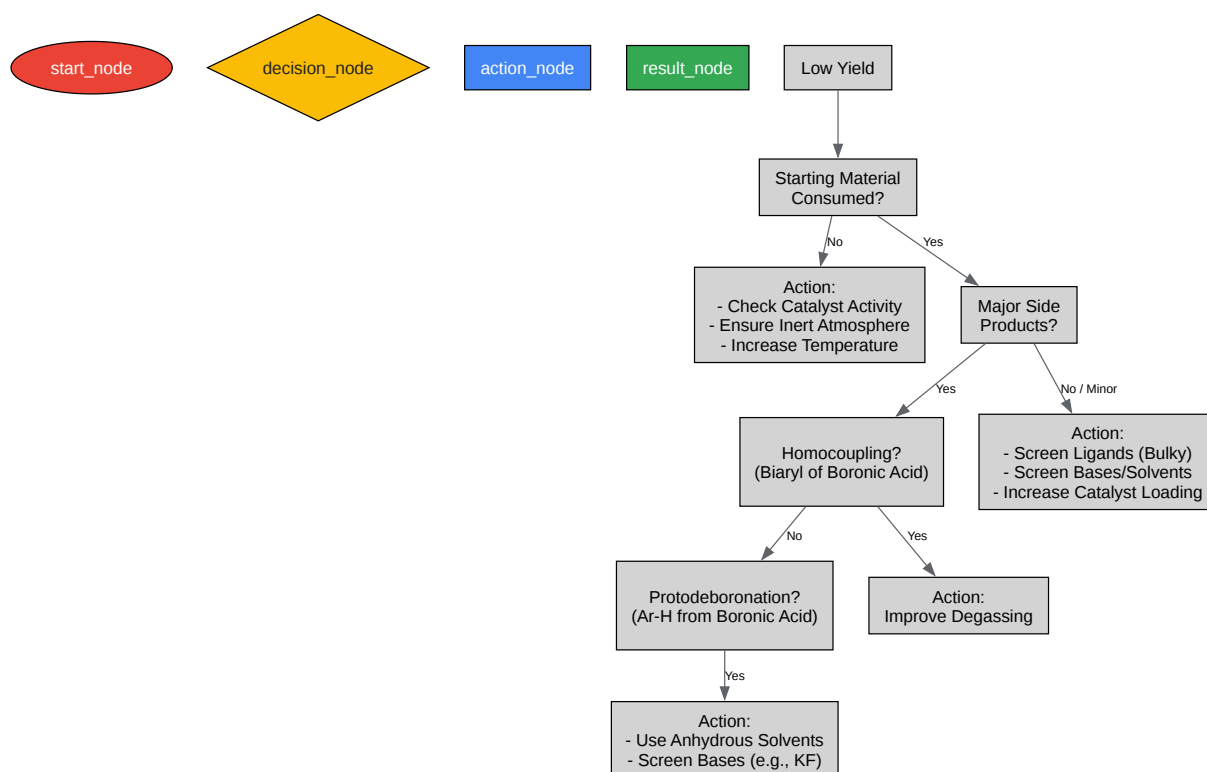 start_node
decision_node
action_node
result_node
Low Yield
Starting Material
Consumed?
No
Yes
Action:
- Check Catalyst Activity
- Ensure Inert Atmosphere
- Increase Temperature
Major Side
Products?
Yes
No / Minor
Homocoupling?
(Biaryl of Boronic Acid)
Action:
- Screen Ligands (Bulky)
- Screen Bases/Solvents
- Increase Catalyst Loading
No
Yes
Protodeboronation?
(Ar-H from Boronic Acid)
Action:
Improve Degassing
Yes
Action:
- Use Anhydrous Solvents
- Screen Bases (e.g., KF)